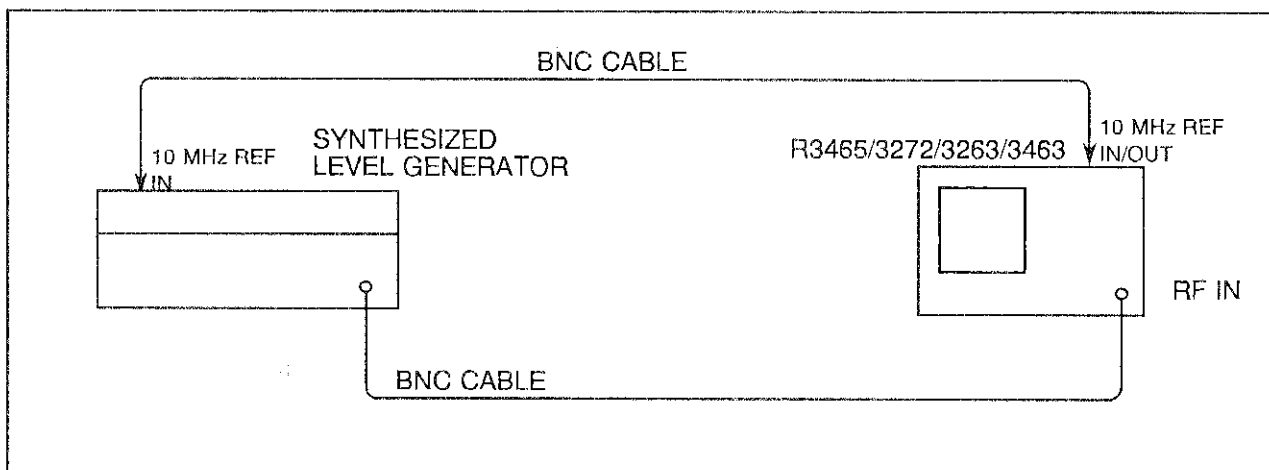 BNC CABLE
10 MHz REF
IN
SYNTHESIZED
LEVEL GENERATOR
R3465/3272/3263/3463
10 MHz REF
IN/OUT
RF IN
BNC CABLE